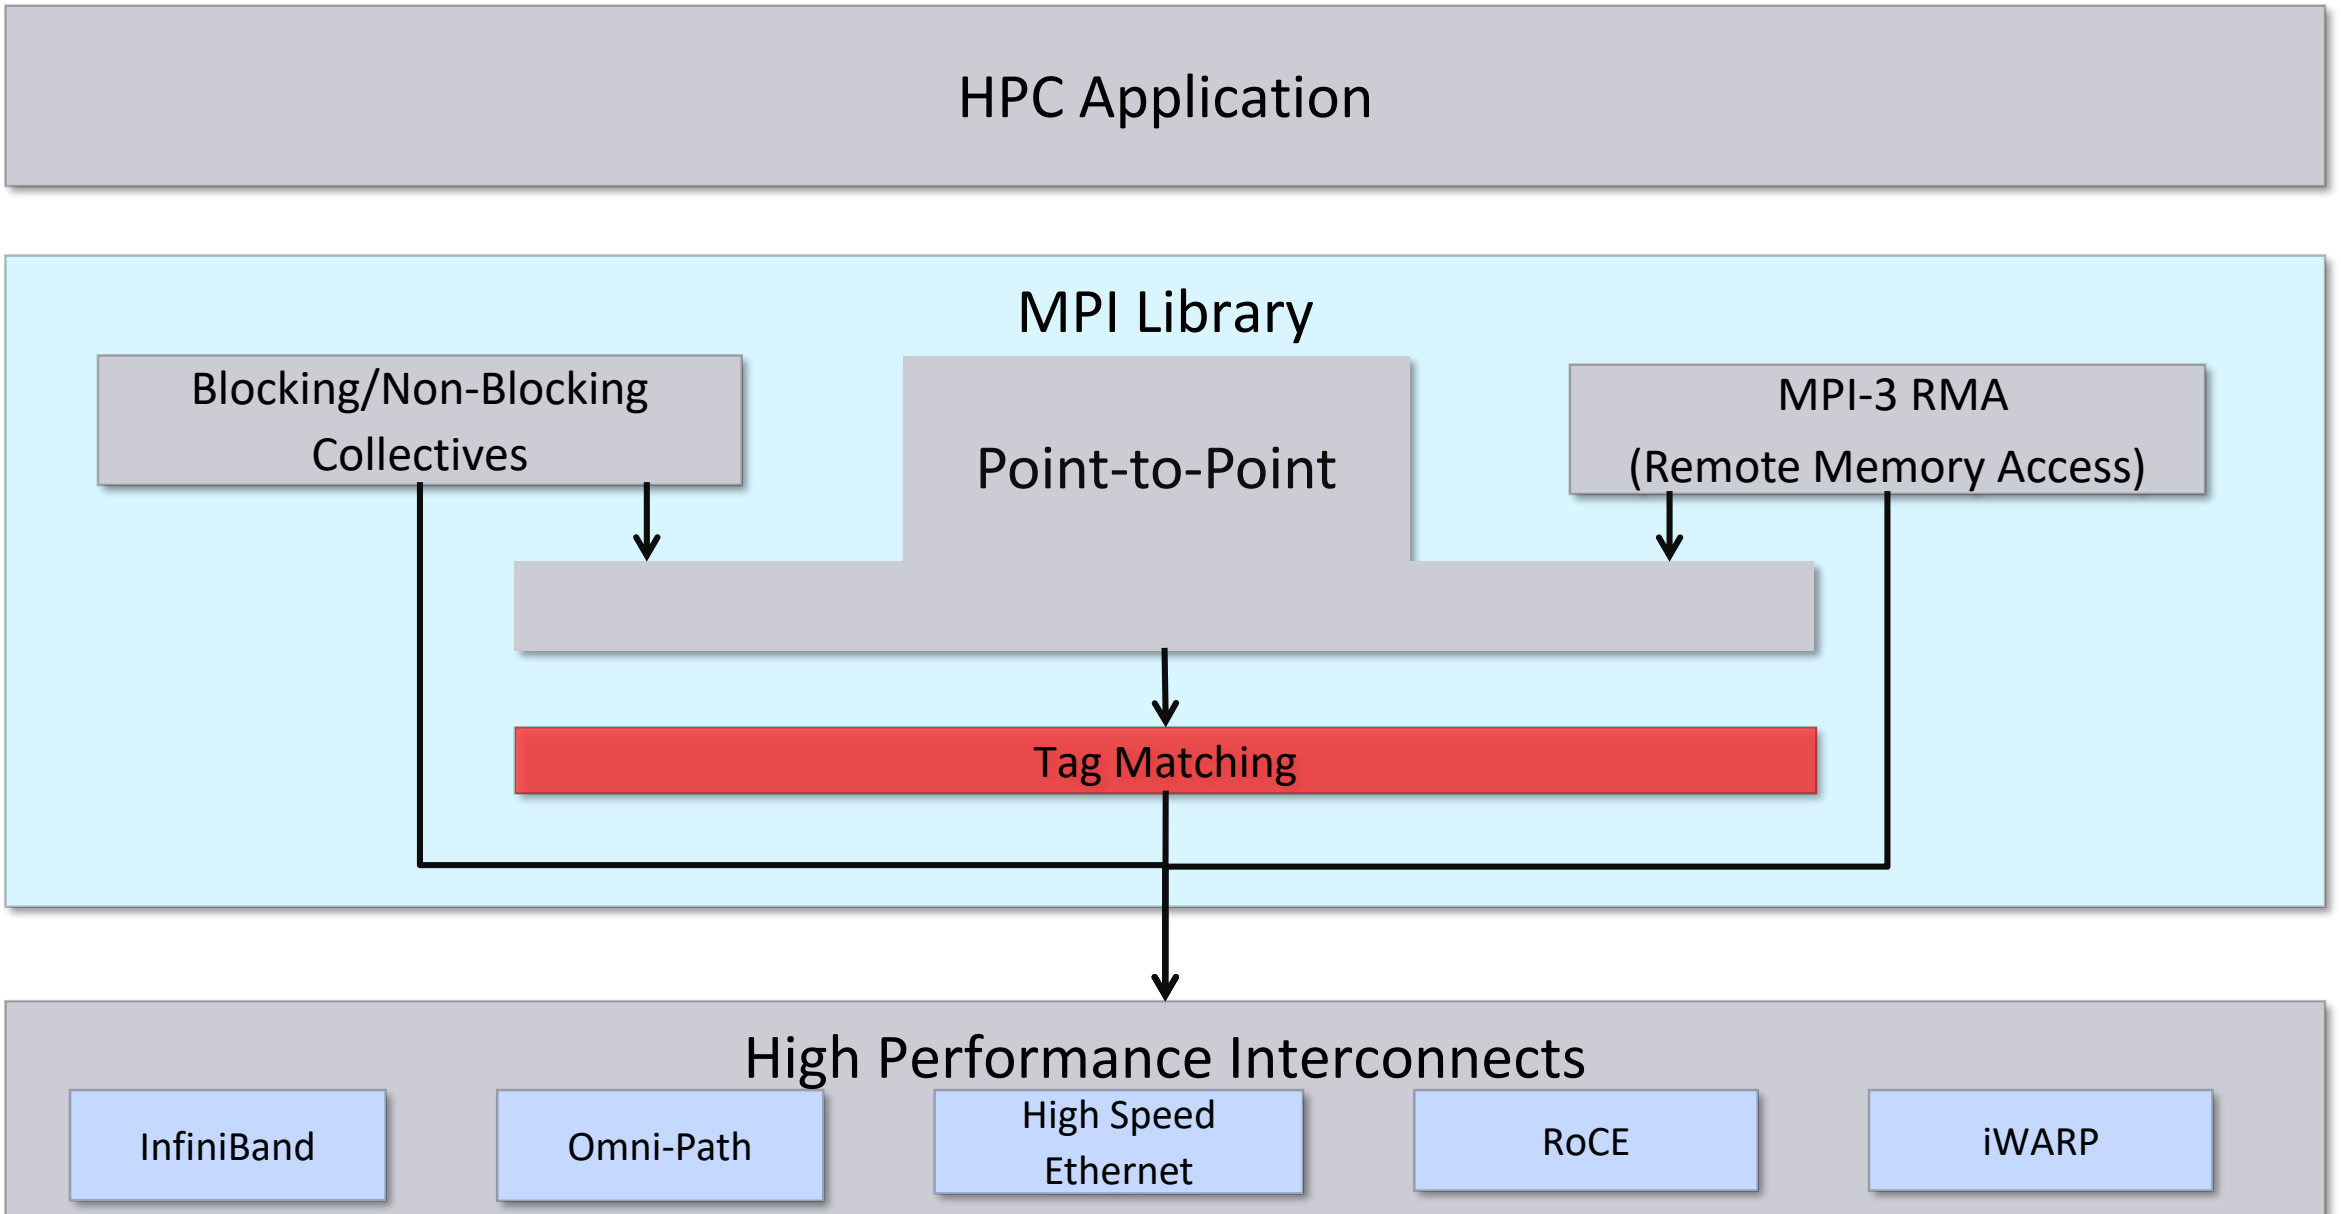 HPC Application
MPI Library
Blocking/Non-Blocking
Collectives
Point-to-Point
MPI-3 RMA
(Remote Memory Access)
Tag Matching
High Performance Interconnects
InfiniBand
Omni-Path
High Speed
Ethernet
RoCE
iWARP